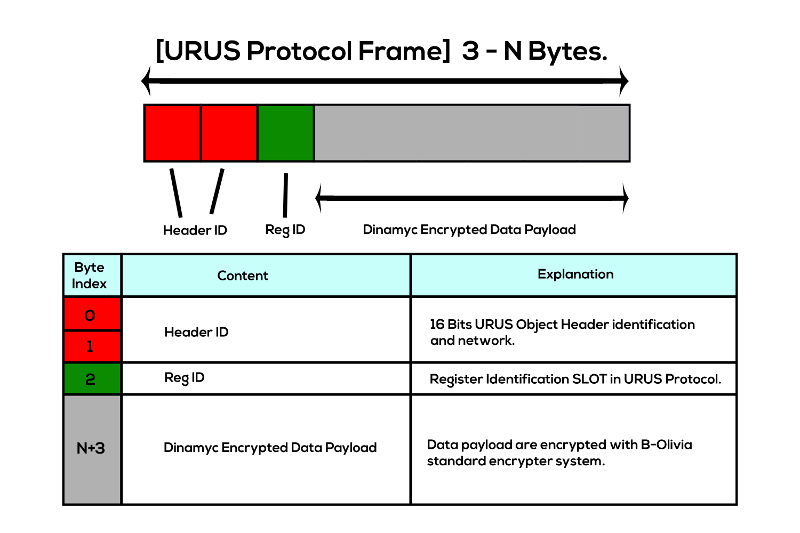 [URUS Protocol Frame] 3 - N Bytes.
Header ID
Reg ID
Dinamyc Encrypted Data Payload
Byte
Index
Content
Explanation
0
1
Header ID
16 Bits URUS Object Header identification
and network.
2
Reg ID
Register Identification SLOT in URUS Protocol.
N+3
Dinamyc Encrypted Data Payload
Data payload are encrypted with B-Olivia
standard encrypter system.